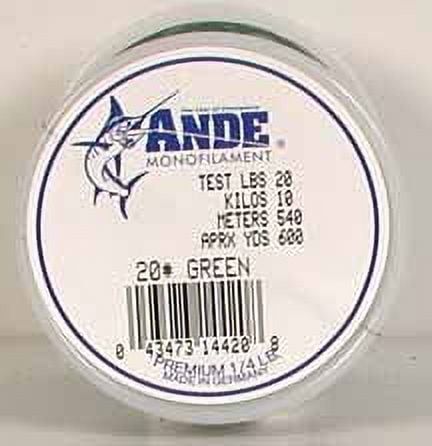 ANDE®
MONOFILAMENT
TEST LBS 20
KILOS 10
METERS 540
APRX YDS 600
20# GREEN
0 43473 14420 8
PREMIUM 1/4 LB.
MADE IN GERMANY